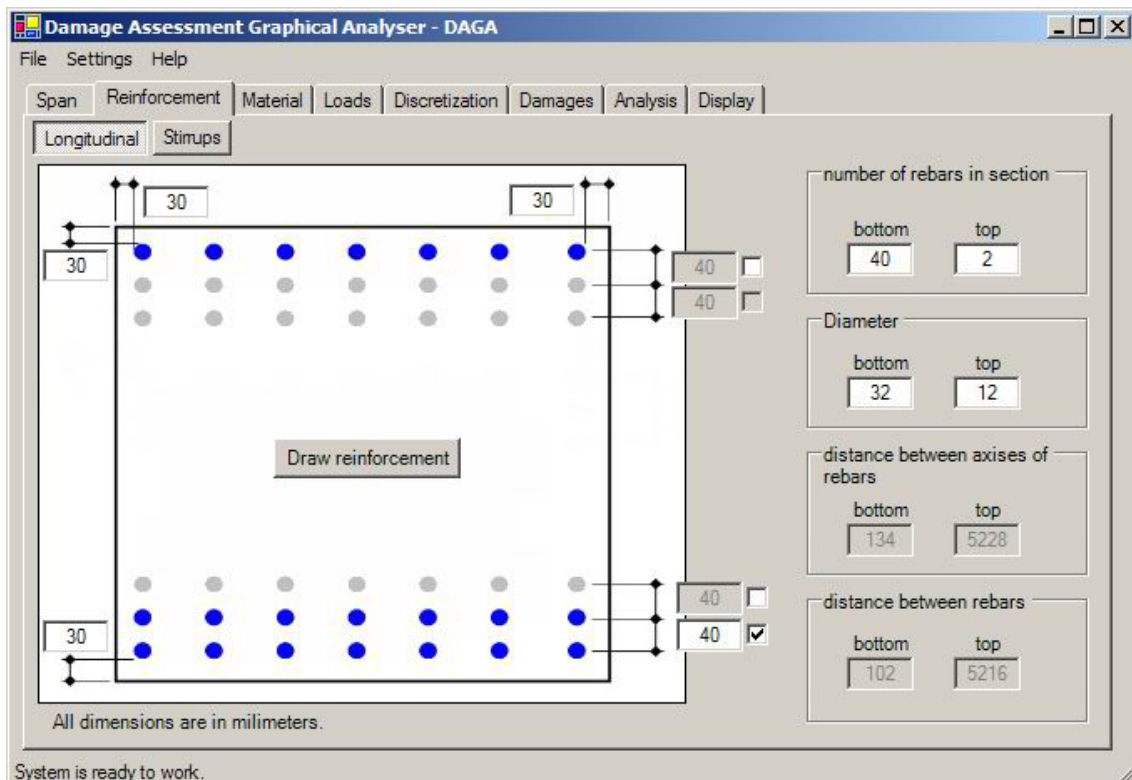 Damage Assessment Graphical Analyser - DAGA
File Settings Help
Span Reinforcement Material Loads Discretization Damages Analysis Display
Longitudinal Stirrups
30 30
30
40
40
Draw reinforcement
40
40
30
All dimensions are in milimeters.
number of rebars in section
bottom top
40 2
Diameter
bottom top
32 12
distance between axises of
rebars
bottom top
134 5228
distance between rebars
bottom top
102 5216
System is ready to work.